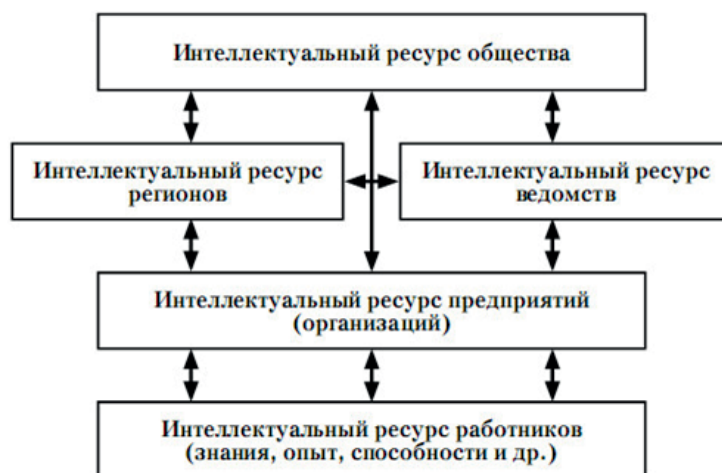 Интеллектуальный ресурс общества
Интеллектуальный ресурс
регионов
Интеллектуальный ресурс
ведомств
Интеллектуальный ресурс предприятий
(организаций)
Интеллектуальный ресурс работников
(знания, опыт, способности и др.)